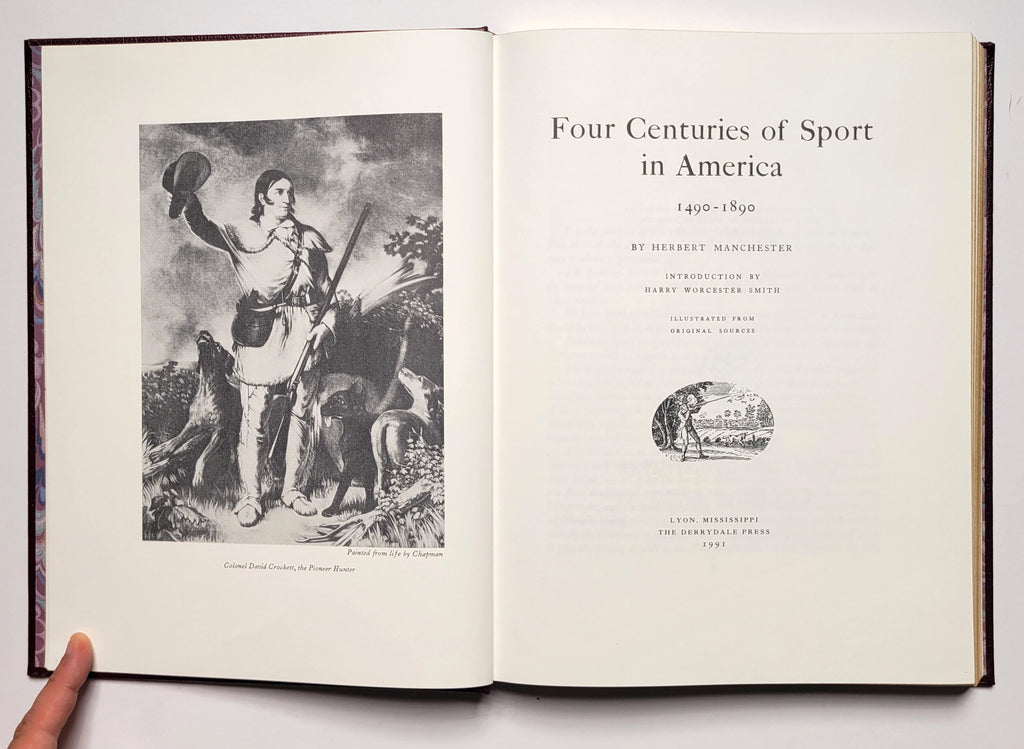 Painted from life by Chapman
Colonel David Crockett, the Pioneer Hunter
Four Centuries of Sport
in America
1490-1890
BY HERBERT MANCHESTER
INTRODUCTION BY
HARRY WORCESTER SMITH
ILLUSTRATED FROM
ORIGINAL SOURCES
LYON, MISSISSIPPI
THE DERRYDALE PRESS
1991